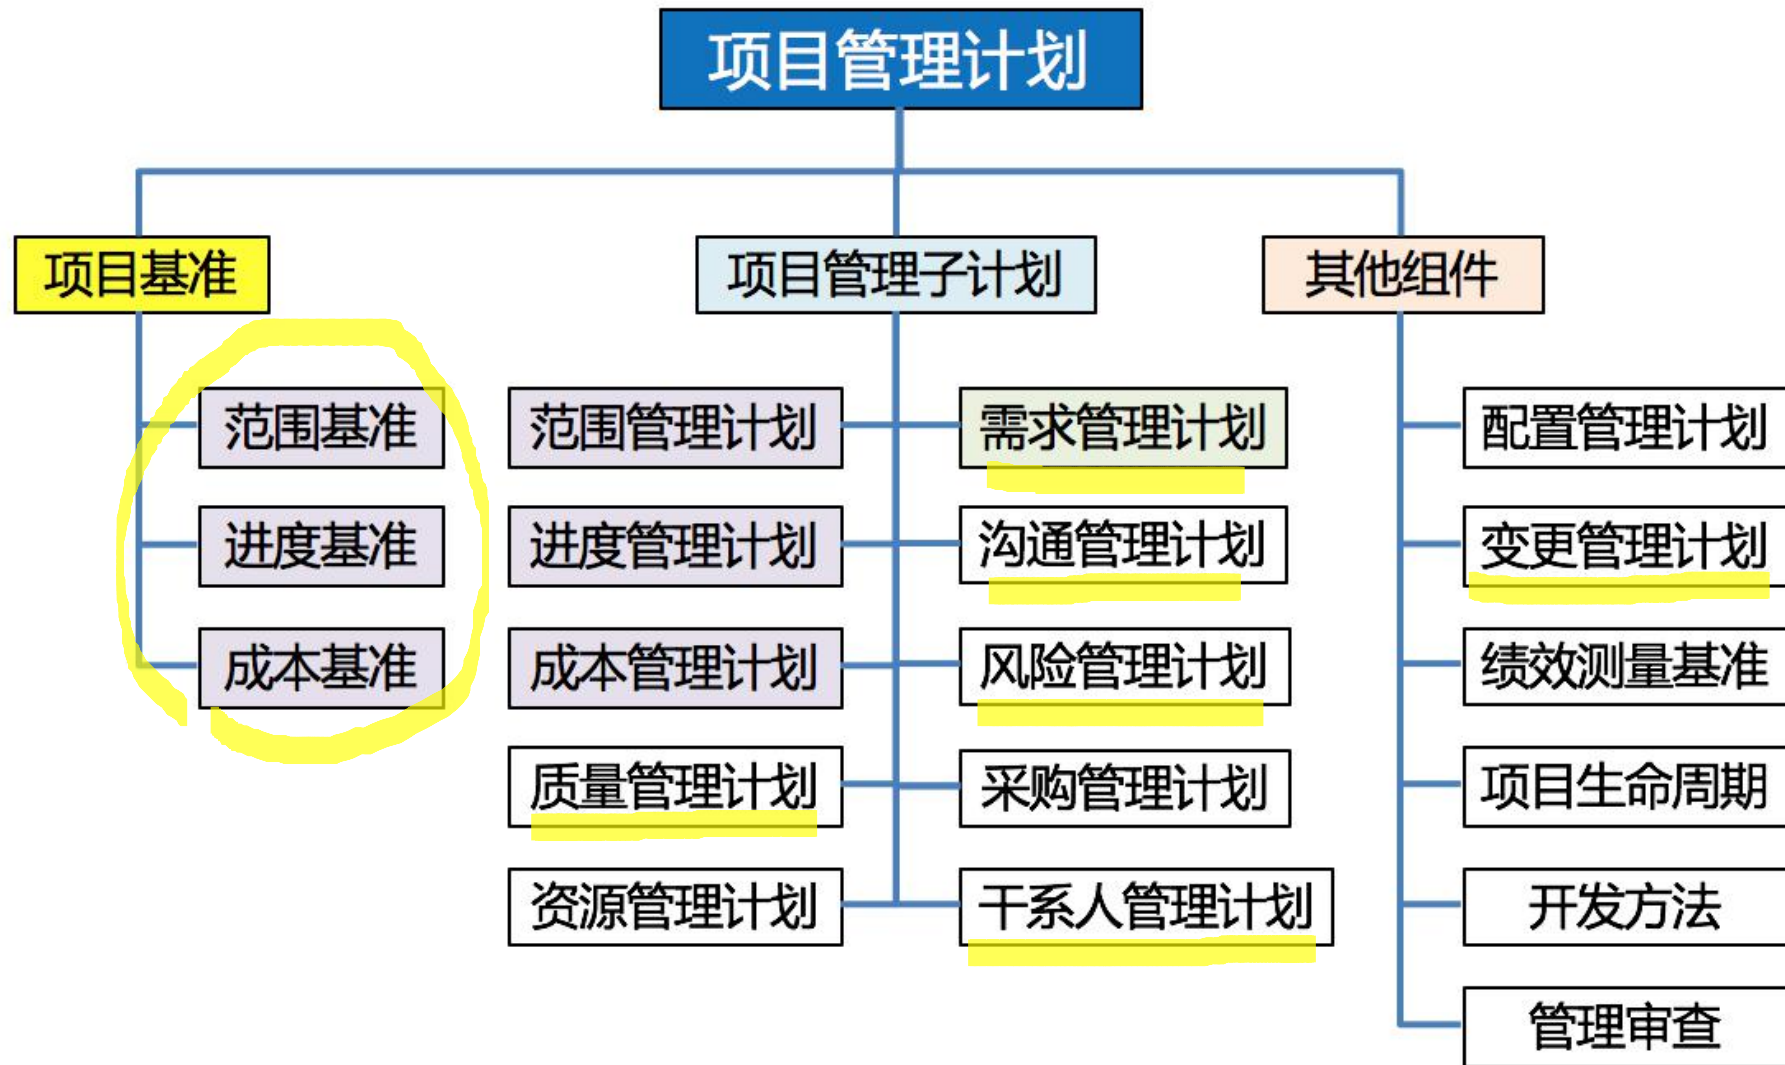 项目管理计划
项目基准
项目管理子计划
其他组件
范围基准
范围管理计划
需求管理计划
配置管理计划
进度基准
进度管理计划
沟通管理计划
变更管理计划
成本基准
成本管理计划
风险管理计划
绩效测量基准
质量管理计划
采购管理计划
项目生命周期
资源管理计划
干系人管理计划
开发方法
管理审查